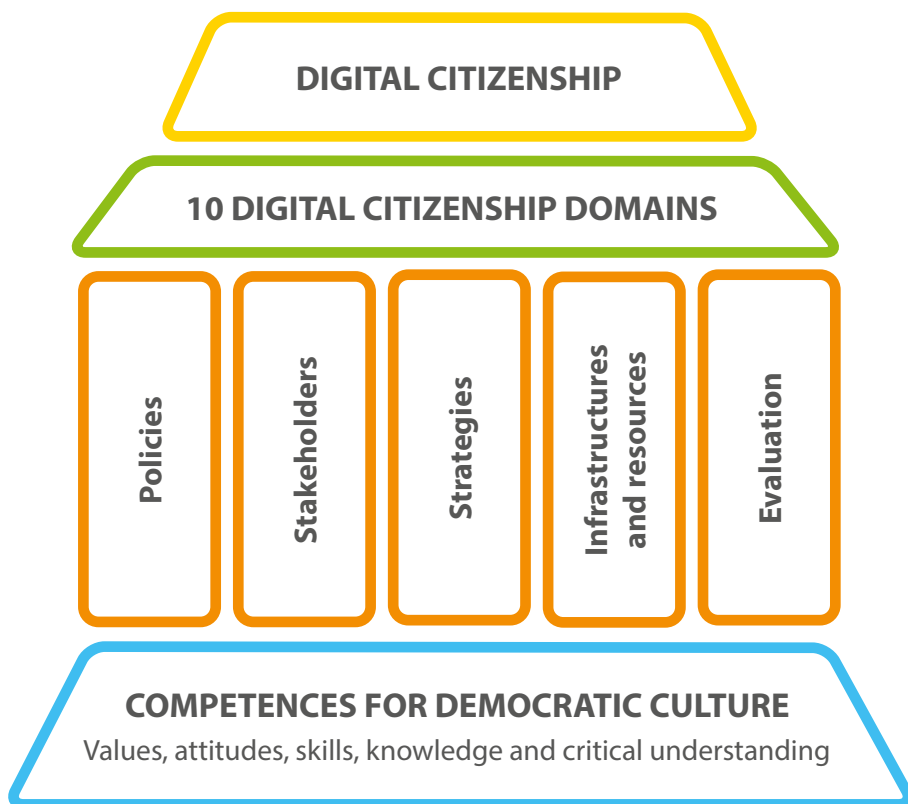 DIGITAL CITIZENSHIP
10 DIGITAL CITIZENSHIP DOMAINS
Policies
Stakeholders
Strategies
Infrastructures
and resources
Evaluation
COMPETENCES FOR DEMOCRATIC CULTURE
Values, attitudes, skills, knowledge and critical understanding